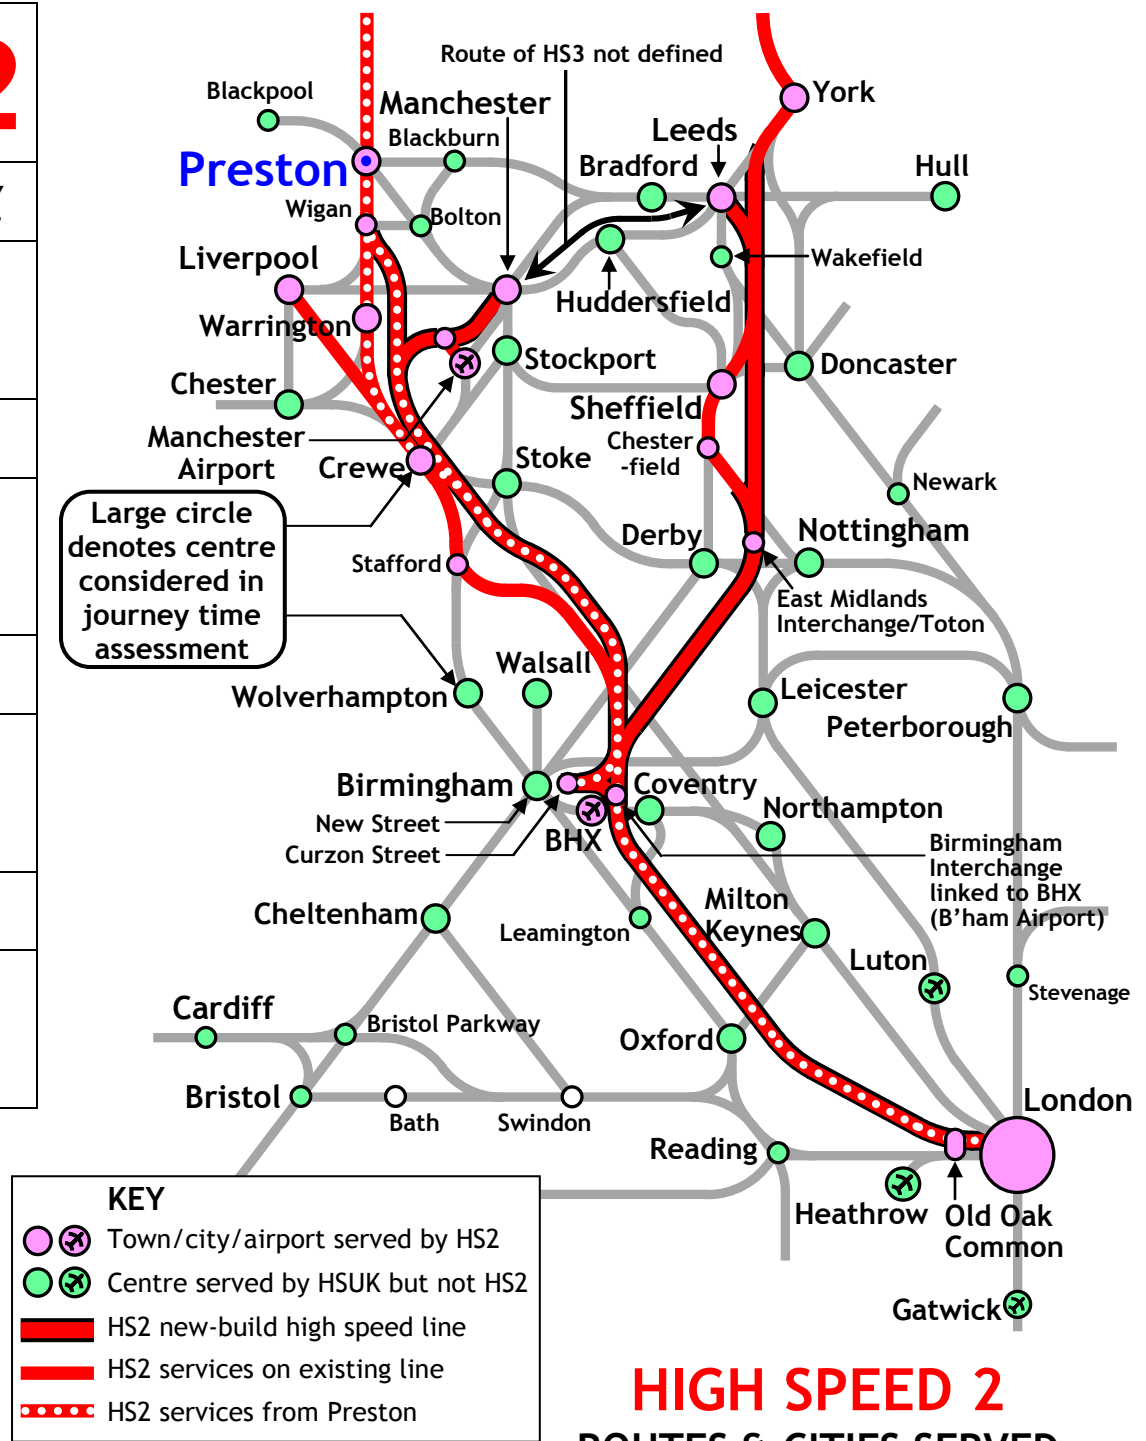 2
Route of HS3 not defined
York
Blackpool
Manchester
Leeds
Blackburn
Bradford
Hull
Preston
Wigan
Bolton
Liverpool
Wakefield
Huddersfield
Warrington
Stockport
Doncaster
Chester
Sheffield
Manchester
Airport
Chester
-field
Crewe
Stoke
Newark
Large circle
denotes centre
considered in
journey time
assessment
Derby
Nottingham
Stafford
East Midlands
Interchange/Toton
Walsall
Wolverhampton
Leicester
Peterborough
Birmingham
Coventry
New Street
Curzon Street
BHX
Northampton
Birmingham
Interchange
linked to BHX
(B'ham Airport)
Milton
Keynes
Cheltenham
Leamington
Luton
Stevenage
Cardiff
Bristol Parkway
Oxford
Bristol
Bath
Swindon
London
Reading
Heathrow
Old Oak
Common
Gatwick
KEY
Town/city/airport served by HS2
Centre served by HSUK but not HS2
HS2 new-build high speed line
HS2 services on existing line
HS2 services from Preston
HIGH SPEED 2
ROUTES & CITIES SERVED